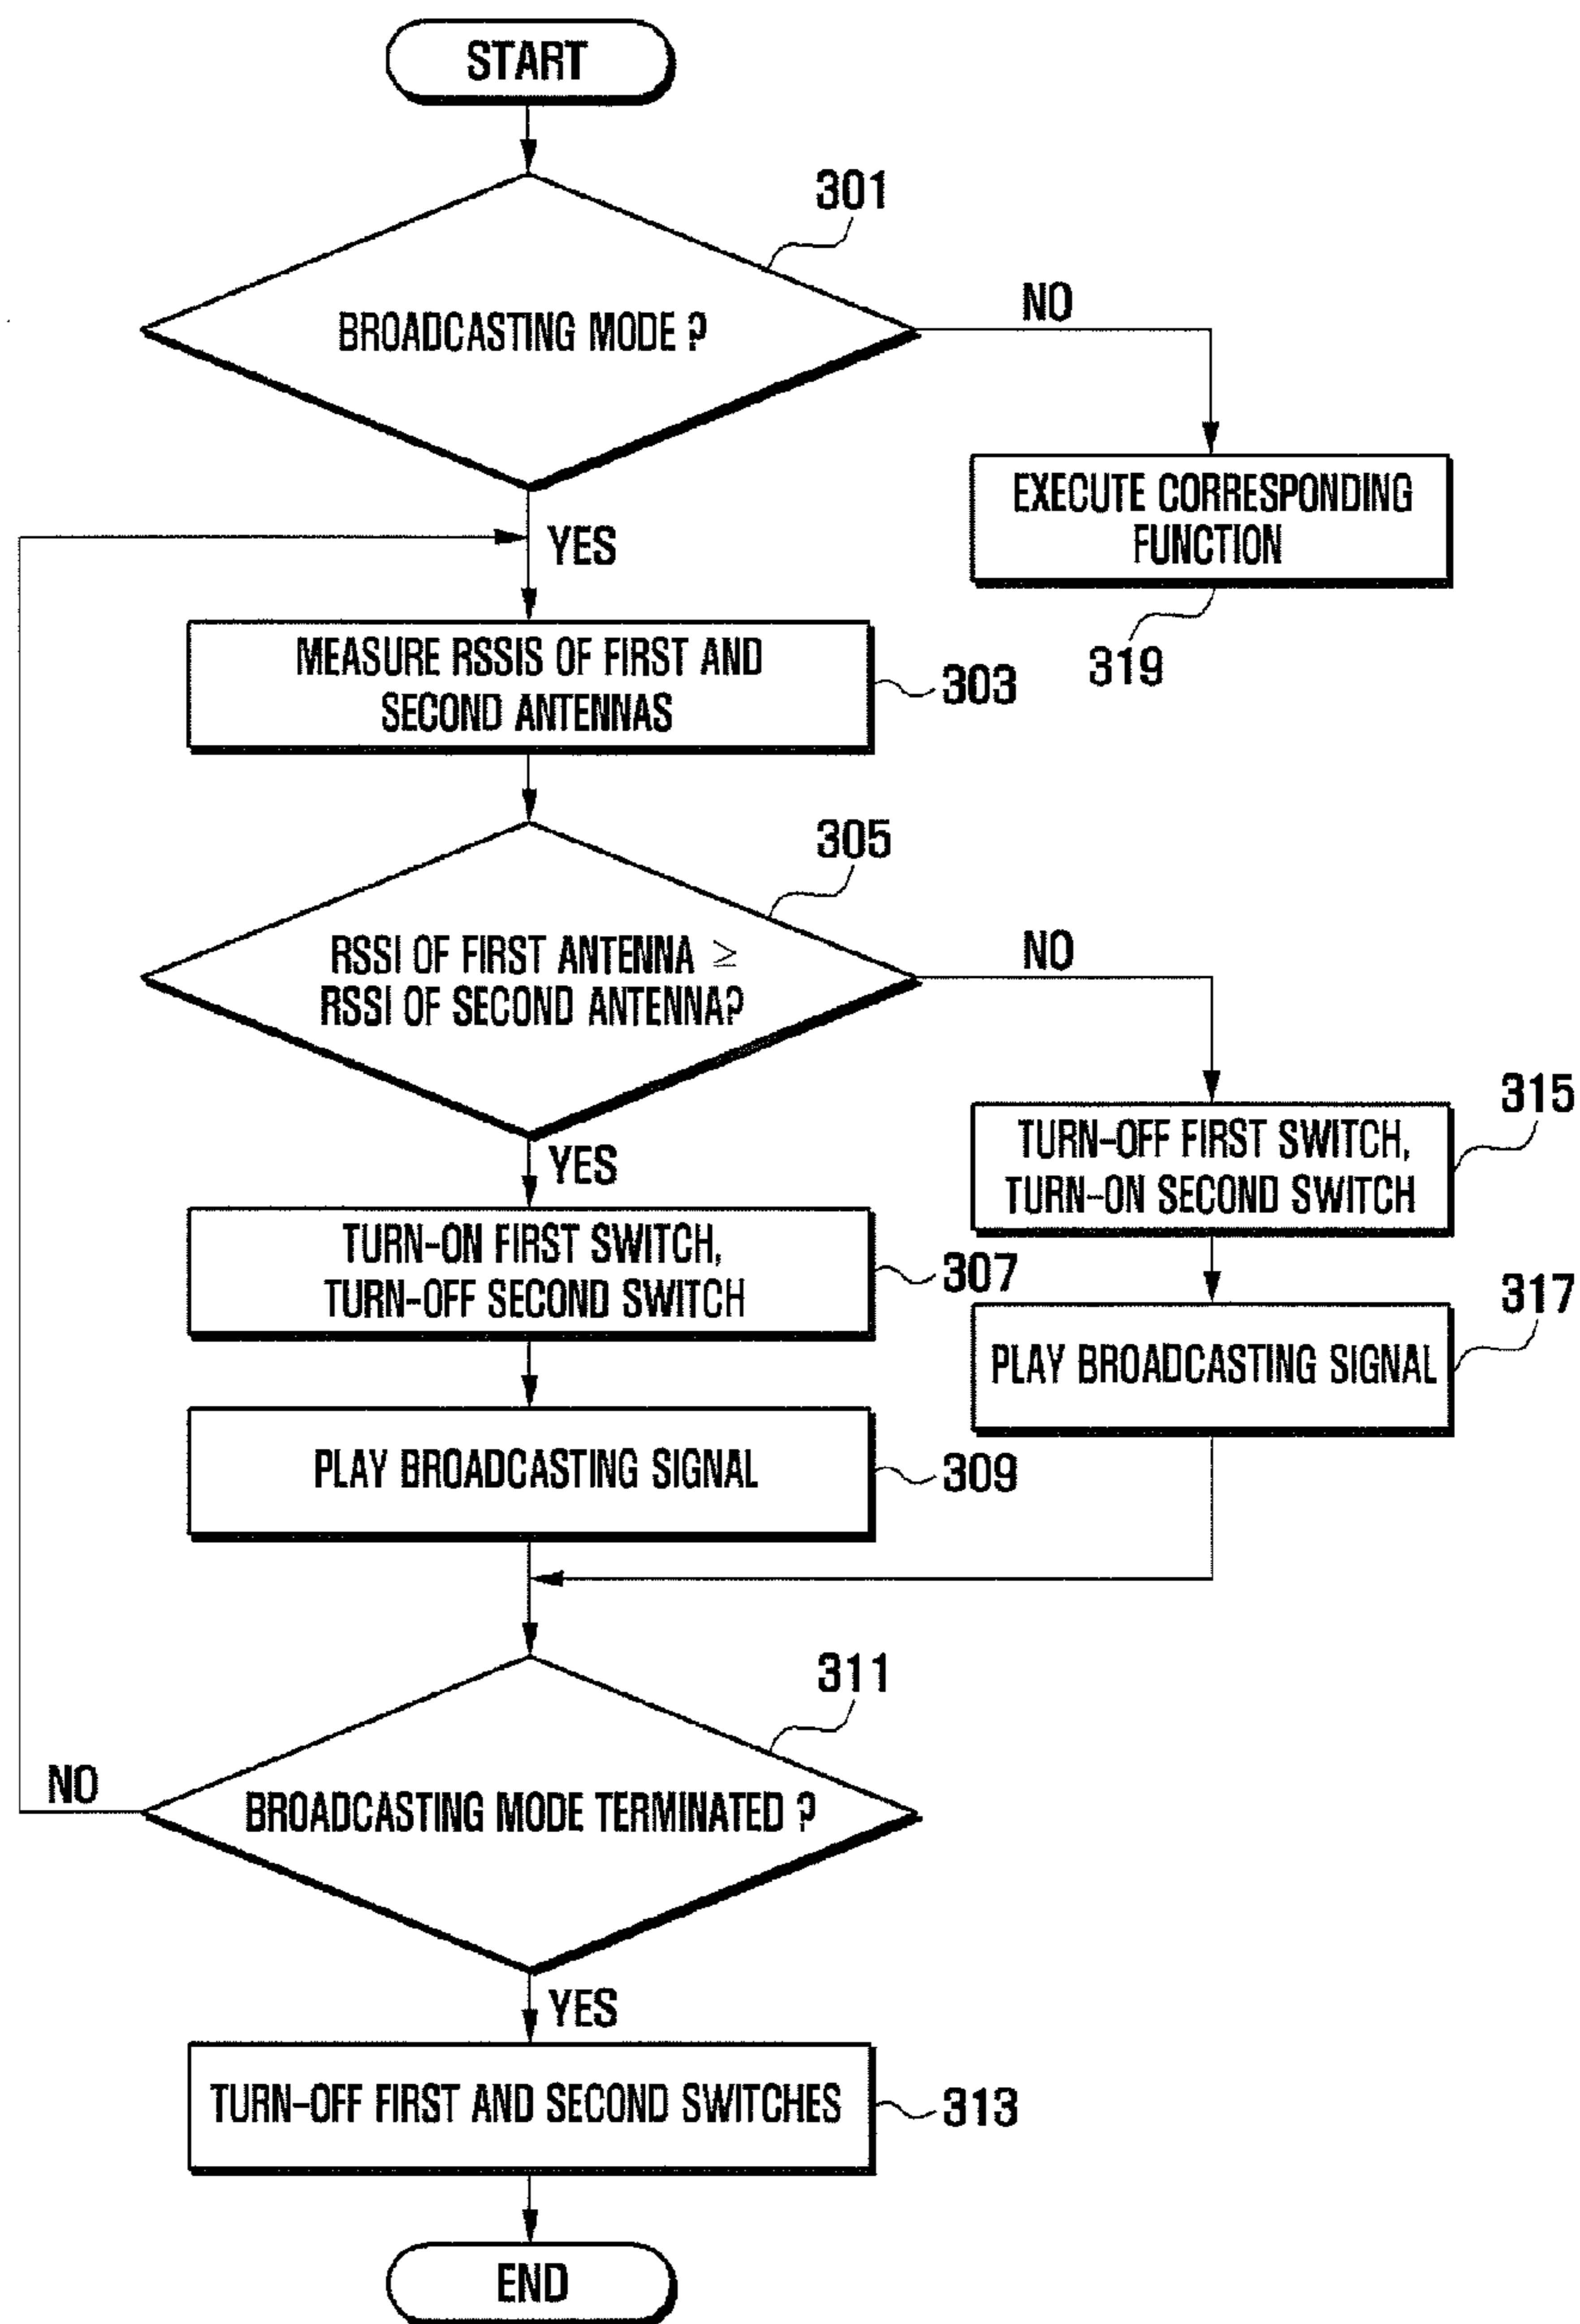 START
301
BROADCASTING MODE ?
NO
EXECUTE CORRESPONDING
FUNCTION
319
YES
MEASURE RSSIS OF FIRST AND
SECOND ANTENNAS
303
305
RSSI OF FIRST ANTENNA ≥
RSSI OF SECOND ANTENNA?
NO
315
TURN-OFF FIRST SWITCH,
TURN-ON SECOND SWITCH
YES
TURN-ON FIRST SWITCH,
TURN-OFF SECOND SWITCH
307
317
PLAY BROADCASTING SIGNAL
PLAY BROADCASTING SIGNAL
309
311
NO
BROADCASTING MODE TERMINATED ?
YES
TURN-OFF FIRST AND SECOND SWITCHES
313
END